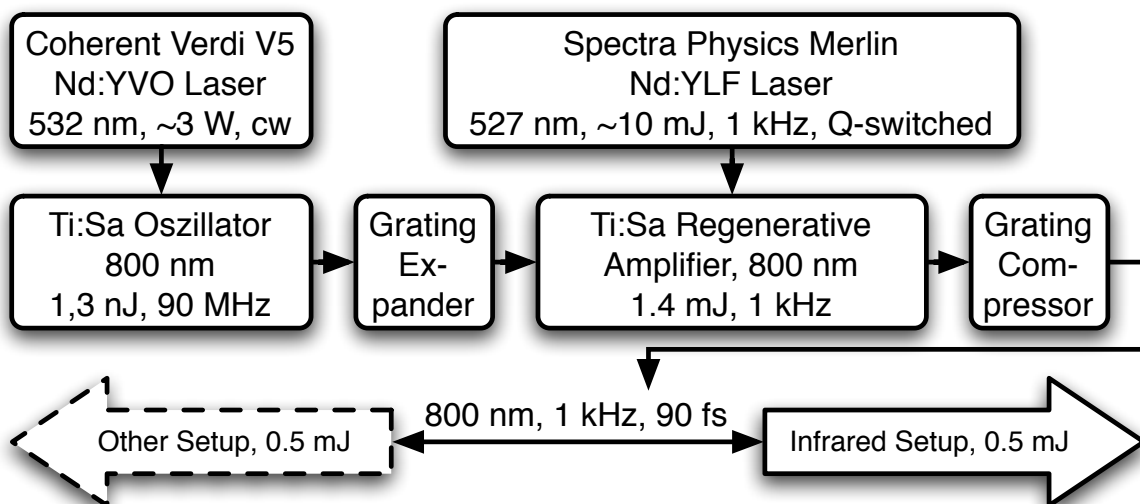 Coherent Verdi V5
Nd:YVO Laser
532 nm, ~3 W, cw
Spectra Physics Merlin
Nd:YLF Laser
527 nm, ~10 mJ, 1 kHz, Q-switched
Ti:Sa Oszillator
800 nm
1,3 nJ, 90 MHz
Grating
Ex-
pander
Ti:Sa Regenerative
Amplifier, 800 nm
1.4 mJ, 1 kHz
Grating
Com-
pressor
800 nm, 1 kHz, 90 fs
Other Setup, 0.5 mJ
Infrared Setup, 0.5 mJ